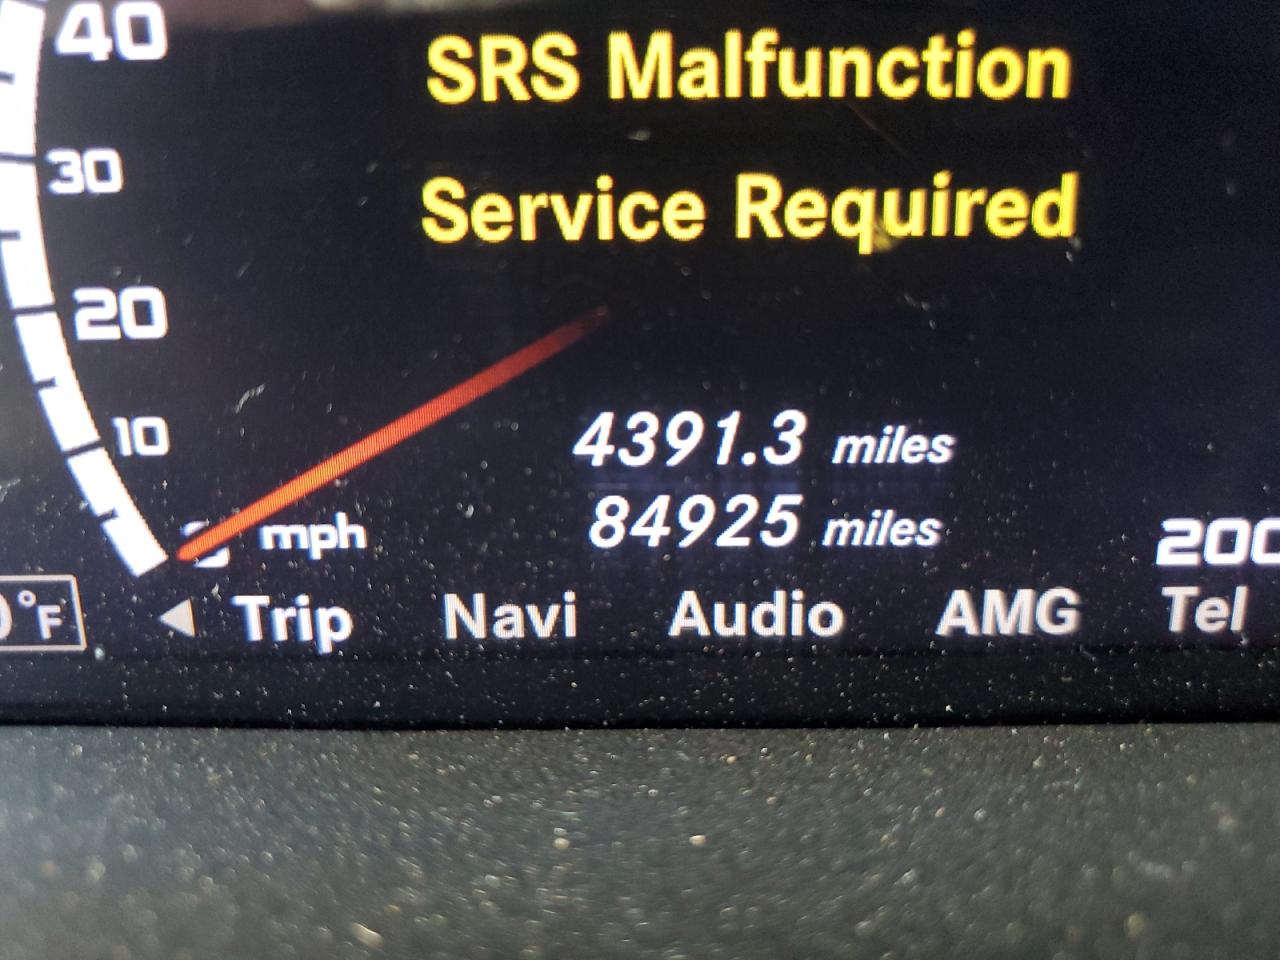 40
SRS Malfunction
30
Service Required
20
10
4391.3 miles
mph
84925 miles
200
°F
Trip Navi Audio AMG Tel